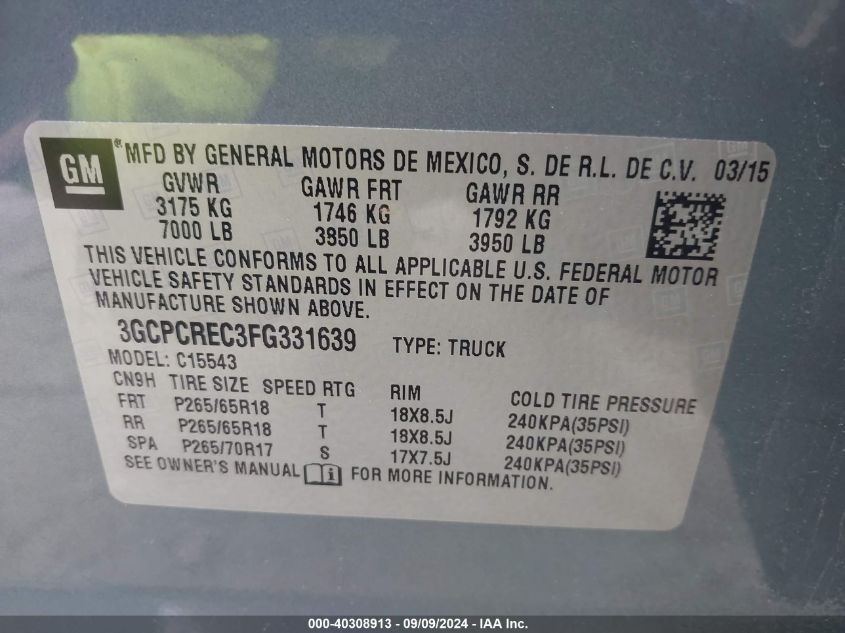 GM® MFD BY GENERAL MOTORS DE MEXICO, S. DE R.L. DE C.V. 03/15
GVWR GAWR FRT GAWR RR
3175 KG 1746 KG 1792 KG
7000 LB 3850 LB 3950 LB
THIS VEHICLE CONFORMS TO ALL APPLICABLE U.S. FEDERAL MOTOR
VEHICLE SAFETY STANDARDS IN EFFECT ON THE DATE OF
MANUFACTURE SHOWN ABOVE.
3GCPCREC3FG331639 TYPE: TRUCK
MODEL: C15543
CN9H TIRE SIZE SPEED RTG RIM COLD TIRE PRESSURE
FRT P265/65R18 T 18X8.5J 240KPA(35PSI)
RR P265/65R18 T 18X8.5J 240KPA(35PSI)
SPA P265/70R17 S 17X7.5J 240KPA(35PSI)
SEE OWNER'S MANUAL FOR MORE INFORMATION.
000-40308913 - 09/09/2024 - IAA Inc.